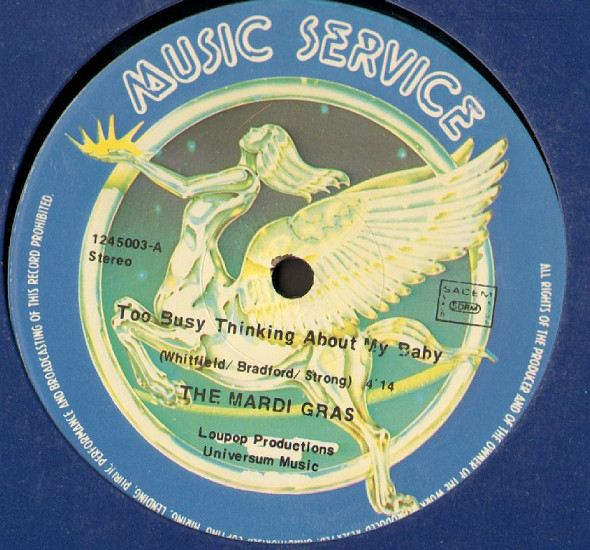 MUSIC SERVICE
1245003-A
Stereo
SACEM
SDRM
Too Busy Thinking About My Baby
(Whitfield/ Bradford/ Strong) 4'14
THE MARDI GRAS
Loupop Productions
Universum Music
ALL RIGHTS OF THE PRODUCER AND OF THE OWNER OF THE WORK
LENDING, PUBLIC PERFORMANCE AND BROADCASTING OF THIS RECORD PROHIBITED.